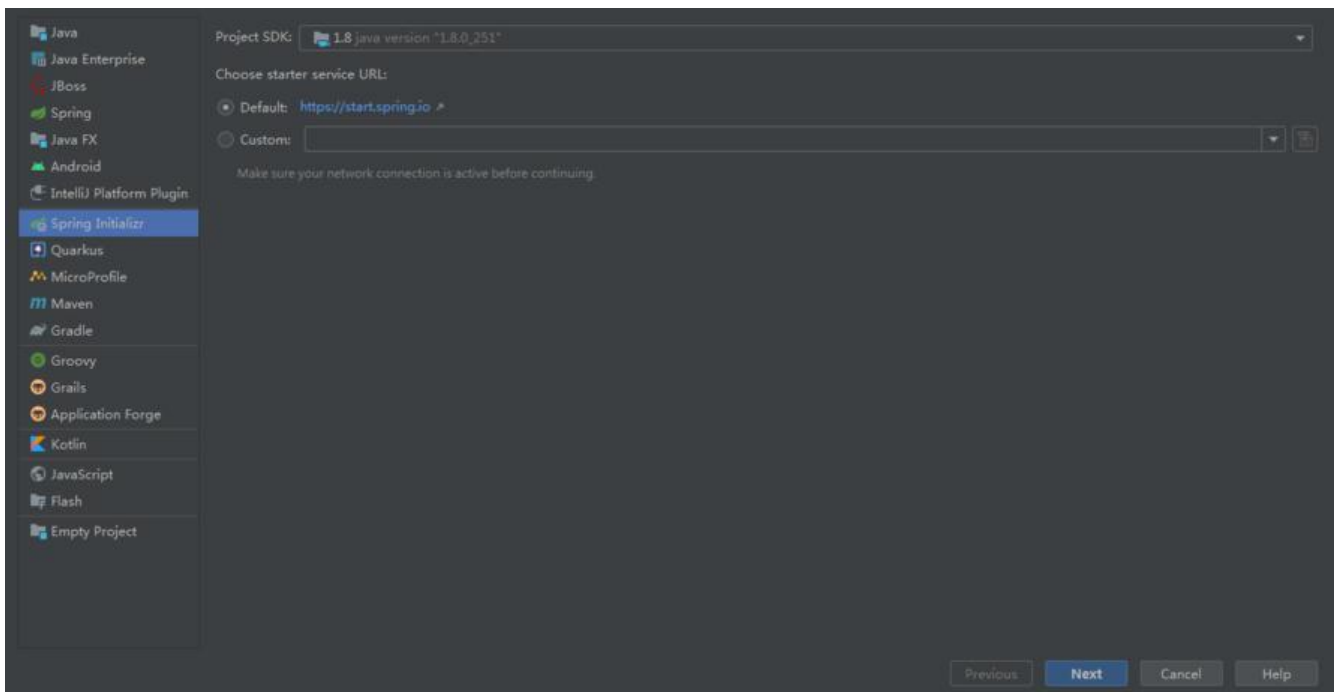 Java
Java Enterprise
JBoss
Spring
Java FX
Android
IntelliJ Platform Plugin
Spring Initializr
Quarkus
MicroProfile
Maven
Gradle
Groovy
Grails
Application Forge
Kotlin
JavaScript
Flash
Empty Project
Project SDK: 1.8 java version "1.8.0_251"
Choose starter service URL:
Default: https://start.spring.io
Custom:
Make sure your network connection is active before continuing.
Previous Next Cancel Help